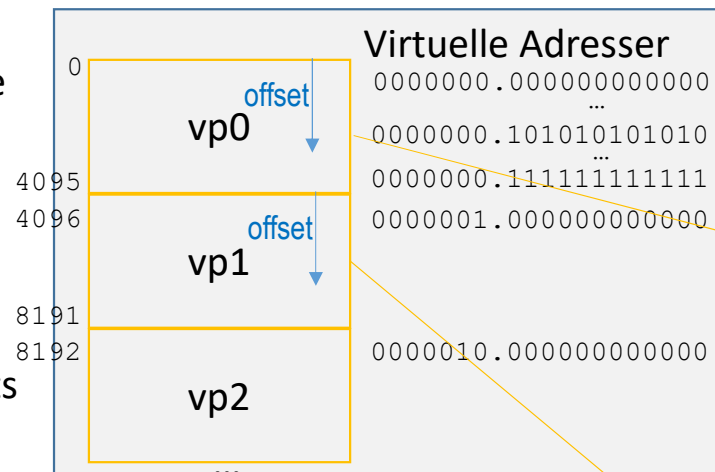 Virtuelle Adresser
0
e
offset
vp0
0000000.000000000000
…
0000000.101010101010
…
4095
0000000.111111111111
4096
0000001.000000000000
offset
vp1
8191
8192
0000010.000000000000
ts
vp2
...